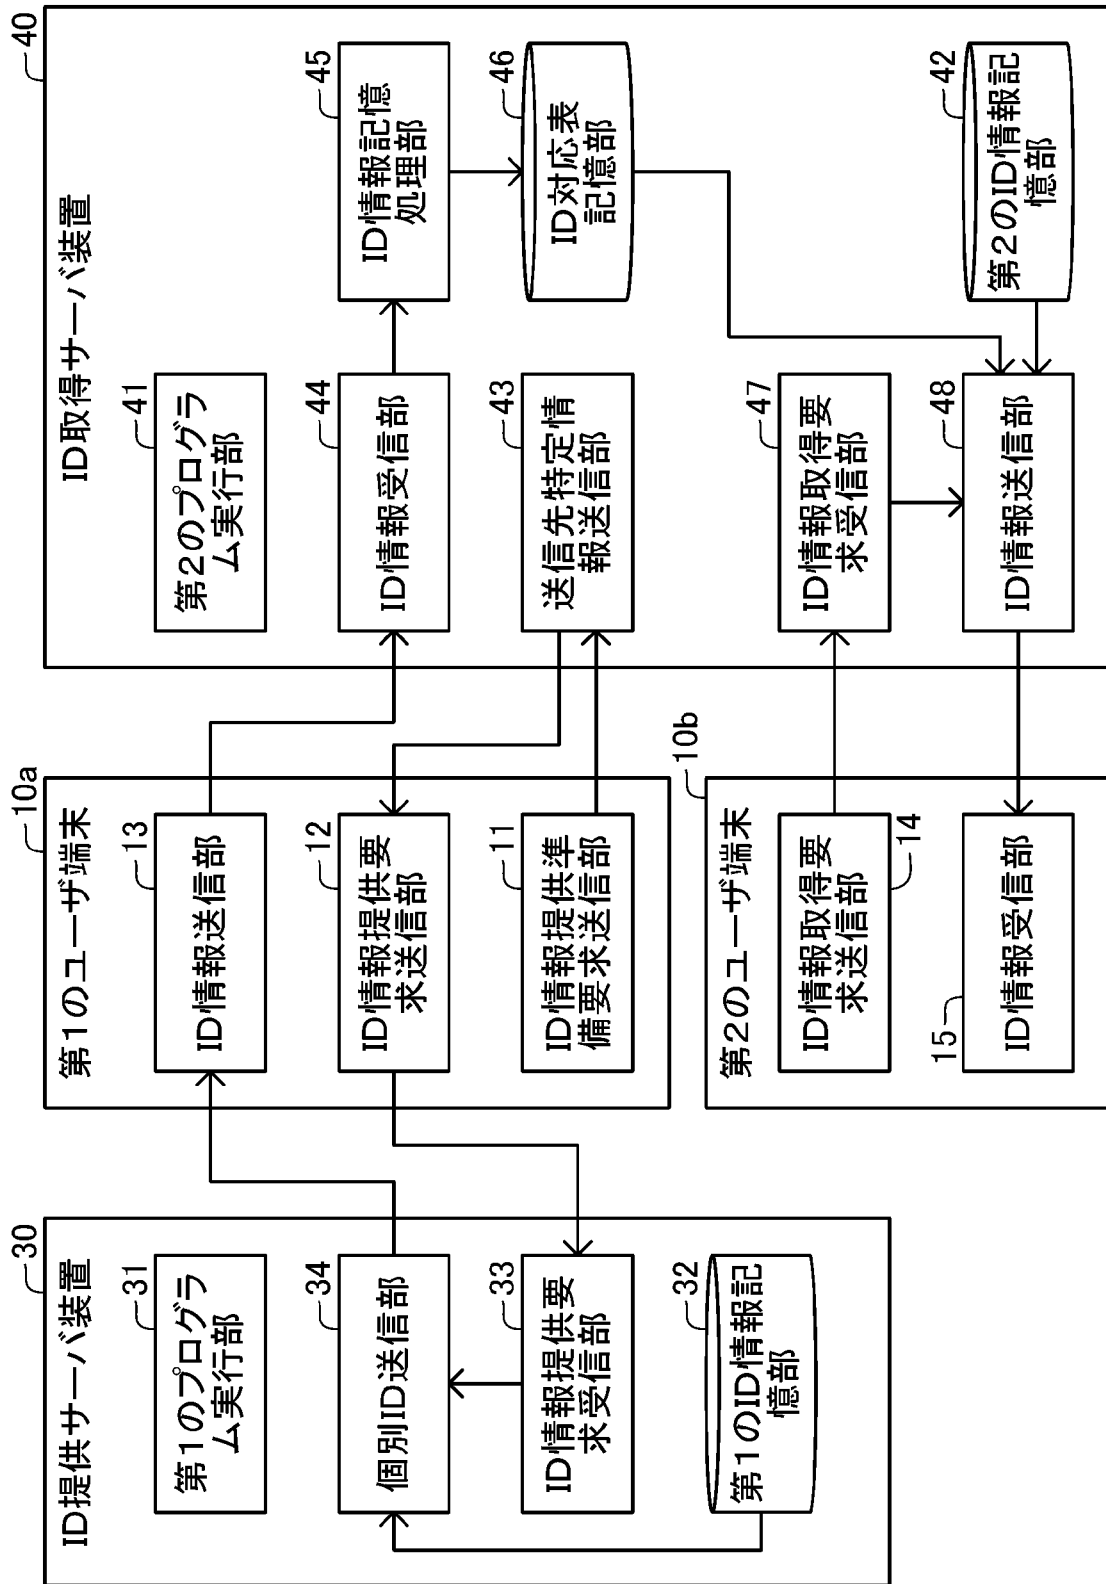 30
ID提供サーバ装置
31
第1のプログラ
ム実行部
34
個別ID送信部
33
ID情報提供要
求受信部
32
第1のID情報記
憶部
10a
第1のユーザ端末
13
ID情報送信部
12
ID情報提供要
求送信部
11
ID情報提供準
備要求送信部
10b
第2のユーザ端末
ID情報取得要
求送信部
14
15
ID情報受信部
40
ID取得サーバ装置
41
第2のプログラ
ム実行部
44
ID情報受信部
45
ID情報記憶
処理部
43
送信先特定情
報送信部
46
ID対応表
記憶部
47
ID情報取得要
求受信部
48
ID情報送信部
42
第2のID情報記
憶部